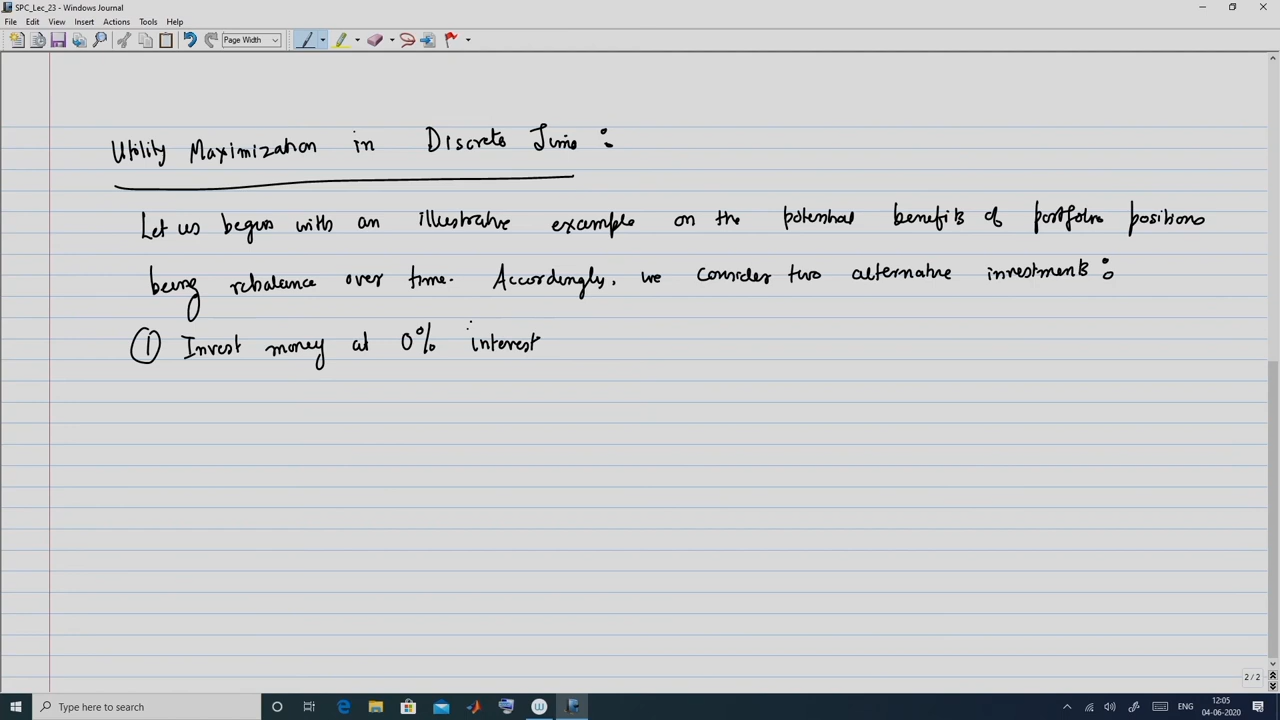 SPC_Lec_23 - Windows Journal
File Edit View Insert Actions Tools Help
Page Width
Utility Maximization in Discrete Time :
Let us begin with an illustrative example on the potential benefits of portfolio positions
being rebalance over time. Accordingly, we consider two alternative investments :
① Invest money at 0% interest
2/2
Type here to search
ENG
12:05
04-06-2020